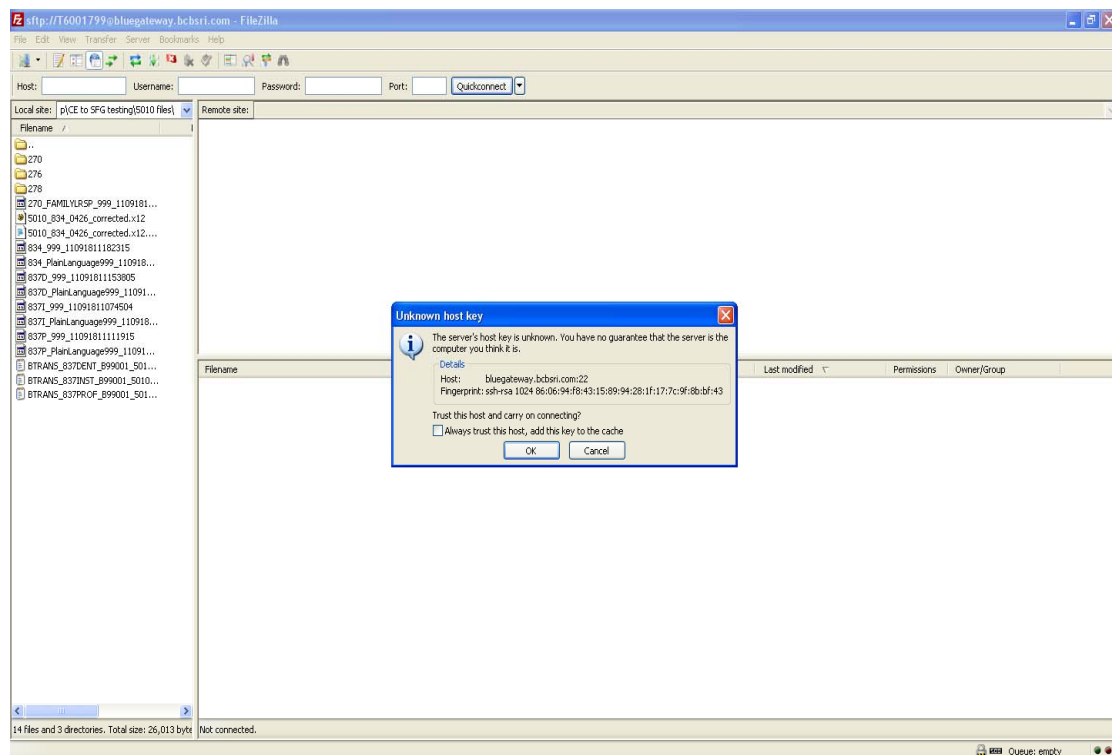 sftp://T6001799@bluegateway.bcbsri.com - FileZilla
File Edit View Transfer Server Bookmarks Help
Host: Username: Password: Port: Quickconnect
Local site: p\CE to SFG testing\5010 files\
Remote site:
Filename /
..
270
276
278
270_FAMILYLRSP_999_1109181...
5010_834_0426_corrected.x12
5010_834_0426_corrected.x12....
834_999_11091811182315
834_PlainLanguage999_110918...
837D_999_11091811153805
837D_PlainLanguage999_11091...
837I_999_11091811074504
837I_PlainLanguage999_110918...
837P_999_11091811111915
837P_PlainLanguage999_11091...
BTRANS_837DENT_B99001_501...
BTRANS_837INST_B99001_5010...
BTRANS_837PROF_B99001_501...
Unknown host key
The server's host key is unknown. You have no guarantee that the server is the
computer you think it is.
Details
Host: bluegateway.bcbsri.com:22
Fingerprint: ssh-rsa 1024 86:06:94:f8:43:15:89:94:28:1f:17:7c:9f:8b:bf:43
Trust this host and carry on connecting?
Always trust this host, add this key to the cache
OK Cancel
Filename Last modified Permissions Owner/Group
14 files and 3 directories. Total size: 26,013 byte
Not connected.
Queue: empty